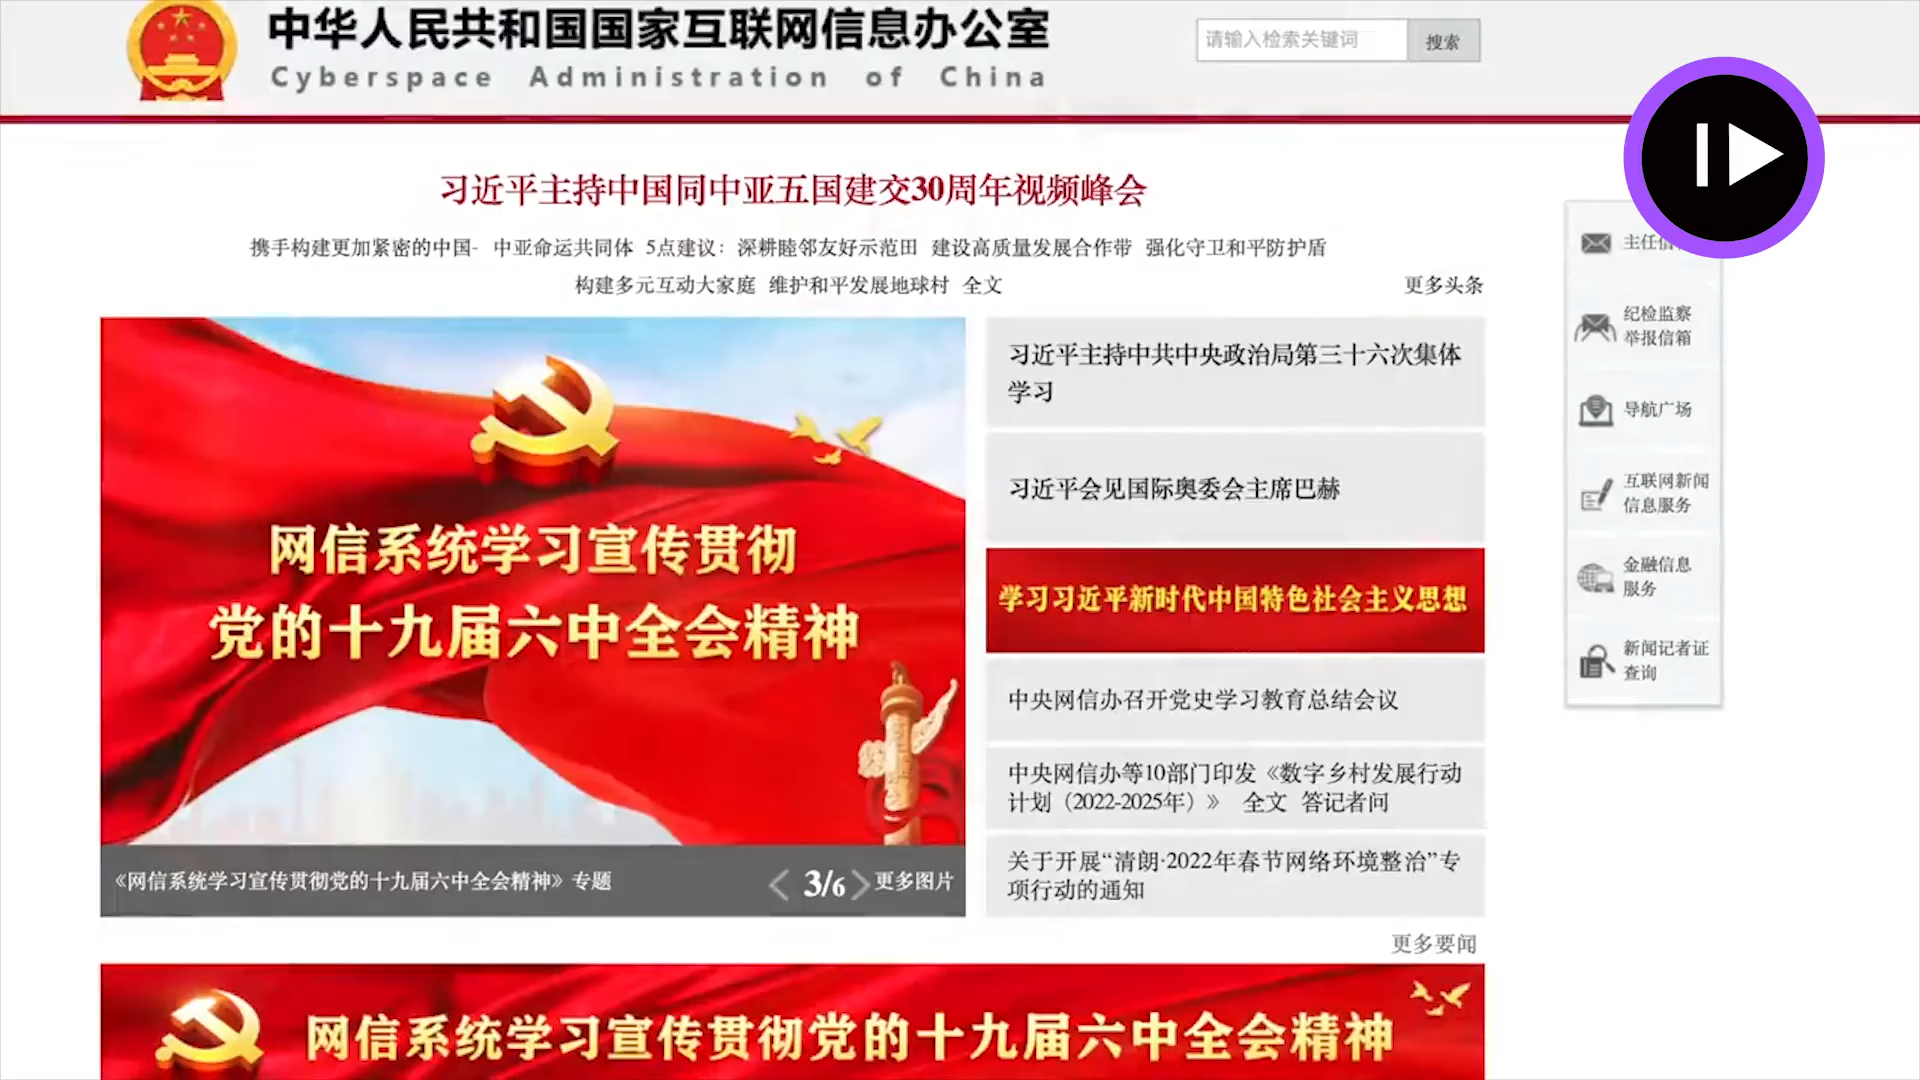 中华人民共和国国家互联网信息办公室
Cyberspace Administration of China
请输入检索关键词
搜索
习近平主持中国同中亚五国建交30周年视频峰会
携手构建更加紧密的中国- 中亚命运共同体 5点建议：深耕睦邻友好示范田 建设高质量发展合作带 强化守卫和平防护盾
构建多元互动大家庭 维护和平发展地球村 全文
更多头条
网信系统学习宣传贯彻
党的十九届六中全会精神
《网信系统学习宣传贯彻党的十九届六中全会精神》专题
3/6
更多图片
习近平主持中共中央政治局第三十六次集体
学习
习近平会见国际奥委会主席巴赫
学习习近平新时代中国特色社会主义思想
中央网信办召开党史学习教育总结会议
中央网信办等10部门印发《数字乡村发展行动
计划（2022-2025年）》 全文 答记者问
关于开展“清朗·2022年春节网络环境整治”专
项行动的通知
更多要闻
主任信
纪检监察
举报信箱
导航广场
互联网新闻
信息服务
金融信息
服务
新闻记者证
查询
网信系统学习宣传贯彻党的十九届六中全会精神